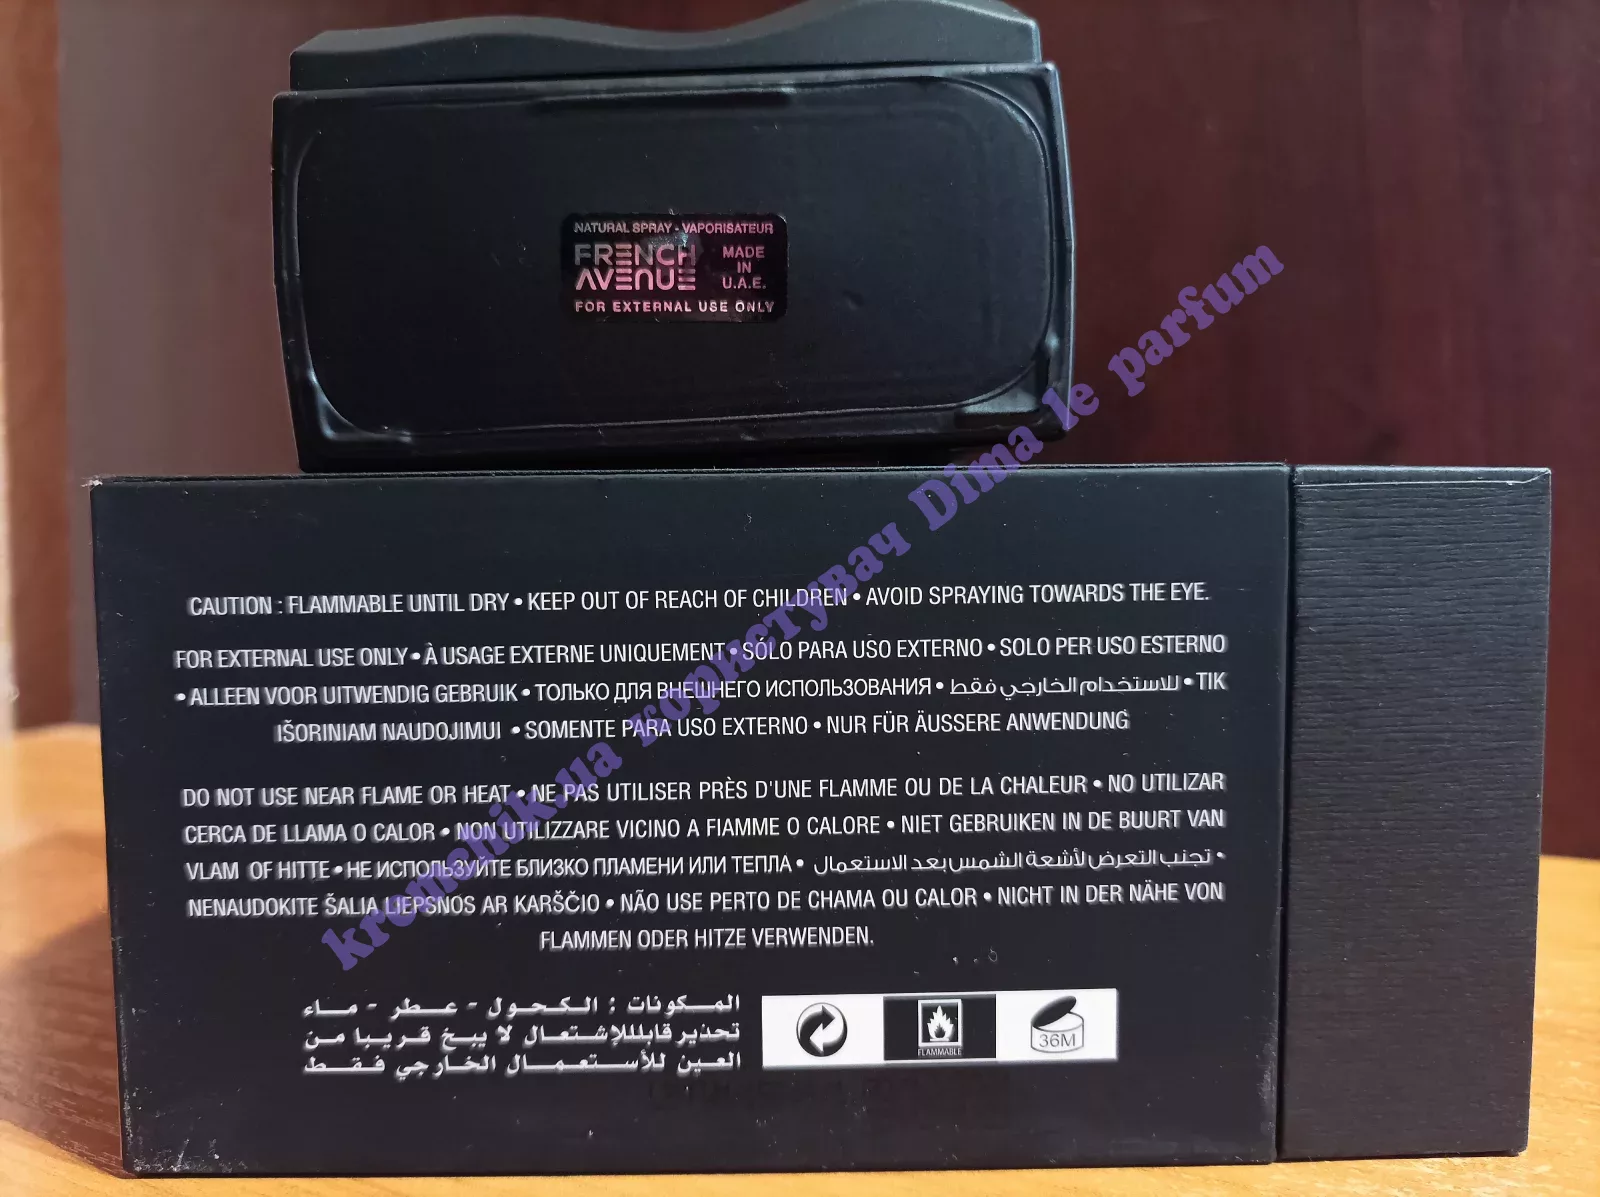 NATURAL SPRAY - VAPORISATEUR
FRENCH AVENUE
MADE IN U.A.E.
FOR EXTERNAL USE ONLY
CAUTION : FLAMMABLE UNTIL DRY • KEEP OUT OF REACH OF CHILDREN • AVOID SPRAYING TOWARDS THE EYE.
FOR EXTERNAL USE ONLY • À USAGE EXTERNE UNIQUEMENT • SÓLO PARA USO EXTERNO • SOLO PER USO ESTERNO
• ALLEEN VOOR UITWENDIG GEBRUIK • ТОЛЬКО ДЛЯ ВНЕШНЕГО ИСПОЛЬЗОВАНИЯ • للاستخدام الخارجي فقط • TIK
IŠORINIAM NAUDOJIMUI • SOMENTE PARA USO EXTERNO • NUR FÜR ÄUSSERE ANWENDUNG
DO NOT USE NEAR FLAME OR HEAT • NE PAS UTILISER PRÈS D'UNE FLAMME OU DE LA CHALEUR • NO UTILIZAR
CERCA DE LLAMA O CALOR • NON UTILIZZARE VICINO A FIAMME O CALORE • NIET GEBRUIKEN IN DE BUURT VAN
VLAM OF HITTE • НЕ ИСПОЛЬЗУЙТЕ БЛИЗКО ПЛАМЕНИ ИЛИ ТЕПЛА • تجنب التعرض لأشعة الشمس بعد الاستعمال •
NENAUDOKITE ŠALIA LIEPSNOS AR KARŠČIO • NÃO USE PERTO DE CHAMA OU CALOR • NICHT IN DER NÄHE VON
FLAMMEN ODER HITZE VERWENDEN.
المكونات : الكحول - عطر - ماء
تحذير قابلللإشتعال لا يبخ قريبا من
العين للأستعمال الخارجي فقط
FLAMMABLE
36M
kromehik.ua користувач Dima le parfum